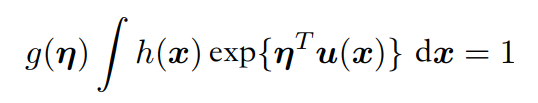 g(η) ∫ h(x) exp{η^T u(x)} dx = 1